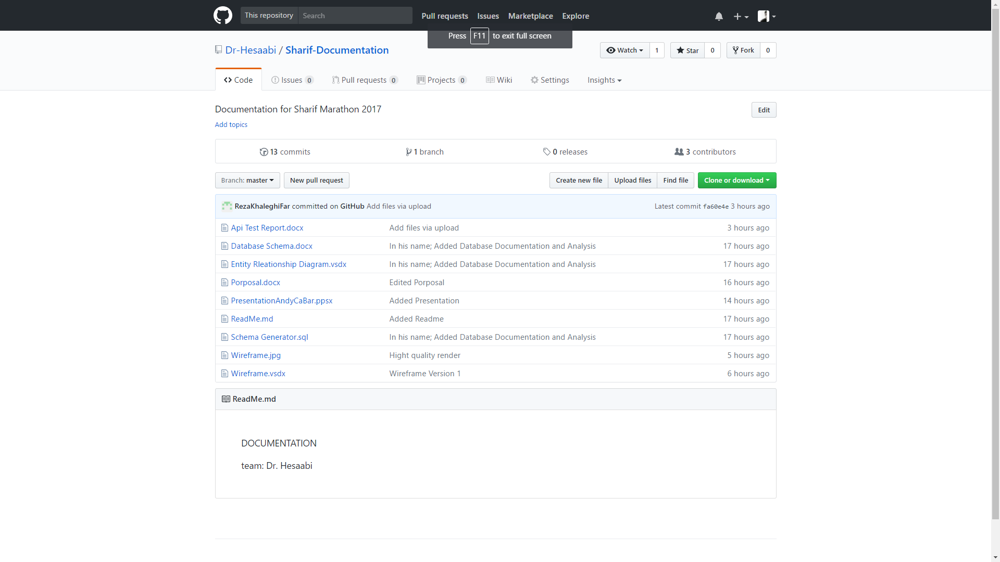 This repository Search Pull requests Issues Marketplace Explore
Press F11 to exit full screen
Dr-Hesaabi / Sharif-Documentation Watch 1 Star 0 Fork 0
Code Issues 0 Pull requests 0 Projects 0 Wiki Settings Insights
Documentation for Sharif Marathon 2017 Edit
Add topics
13 commits 1 branch 0 releases 3 contributors
Branch: master New pull request Create new file Upload files Find file Clone or download
RezaKhaleghiFar committed on GitHub Add files via upload Latest commit fa60e4e 3 hours ago
Api Test Report.docx Add files via upload 3 hours ago
Database Schema.docx In his name; Added Database Documentation and Analysis 17 hours ago
Entity Rleationship Diagram.vsdx In his name; Added Database Documentation and Analysis 17 hours ago
Porposal.docx Edited Porposal 16 hours ago
PresentationAndyCaBar.ppsx Added Presentation 14 hours ago
ReadMe.md Added Readme 17 hours ago
Schema Generator.sql In his name; Added Database Documentation and Analysis 17 hours ago
Wireframe.jpg Hight quality render 5 hours ago
Wireframe.vsdx Wireframe Version 1 6 hours ago
ReadMe.md
DOCUMENTATION
team: Dr. Hesaabi